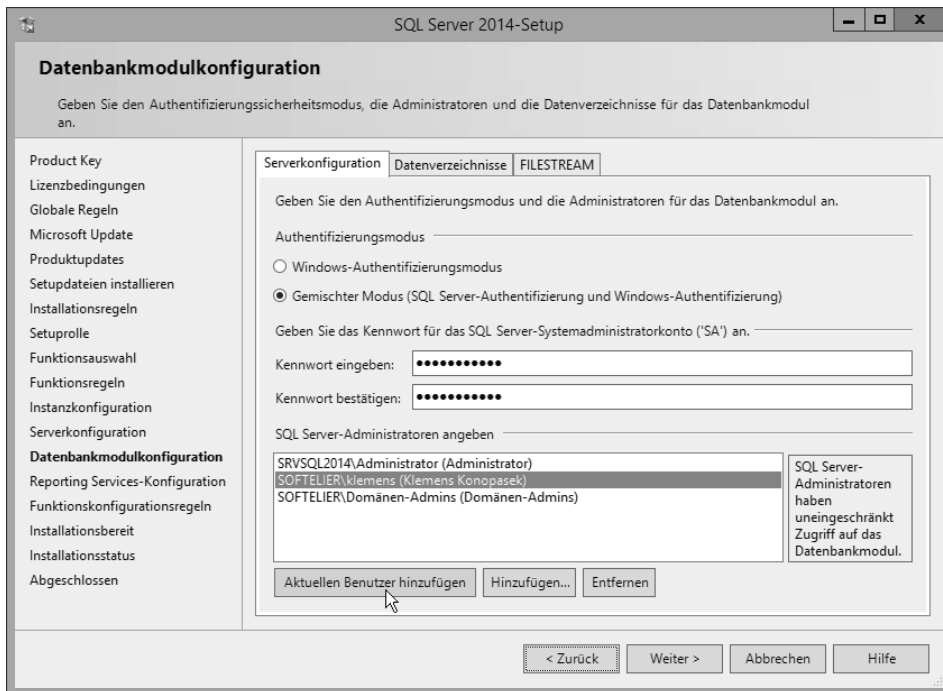 SQL Server 2014-Setup
Datenbankmodulkonfiguration
Geben Sie den Authentifizierungssicherheitsmodus, die Administratoren und die Datenverzeichnisse für das Datenbankmodul
an.
Product Key
Lizenzbedingungen
Globale Regeln
Microsoft Update
Produktupdates
Setupdateien installieren
Installationsregeln
Setuprolle
Funktionsauswahl
Funktionsregeln
Instanzkonfiguration
Serverkonfiguration
Datenbankmodulkonfiguration
Reporting Services-Konfiguration
Funktionskonfigurationsregeln
Installationsbereit
Installationsstatus
Abgeschlossen
Serverkonfiguration Datenverzeichnisse FILESTREAM
Geben Sie den Authentifizierungsmodus und die Administratoren für das Datenbankmodul an.
Authentifizierungsmodus
Windows-Authentifizierungsmodus
Gemischter Modus (SQL Server-Authentifizierung und Windows-Authentifizierung)
Geben Sie das Kennwort für das SQL Server-Systemadministratorkonto ('SA') an.
Kennwort eingeben: •••••••••••
Kennwort bestätigen: •••••••••••
SQL Server-Administratoren angeben
SRVSQL2014\Administrator (Administrator)
SOFTELIER\klemens (Klemens Konopasek)
SOFTELIER\Domänen-Admins (Domänen-Admins)
SQL Server-
Administratoren
haben
uneingeschränkt
Zugriff auf das
Datenbankmodul.
Aktuellen Benutzer hinzufügen Hinzufügen... Entfernen
< Zurück Weiter > Abbrechen Hilfe